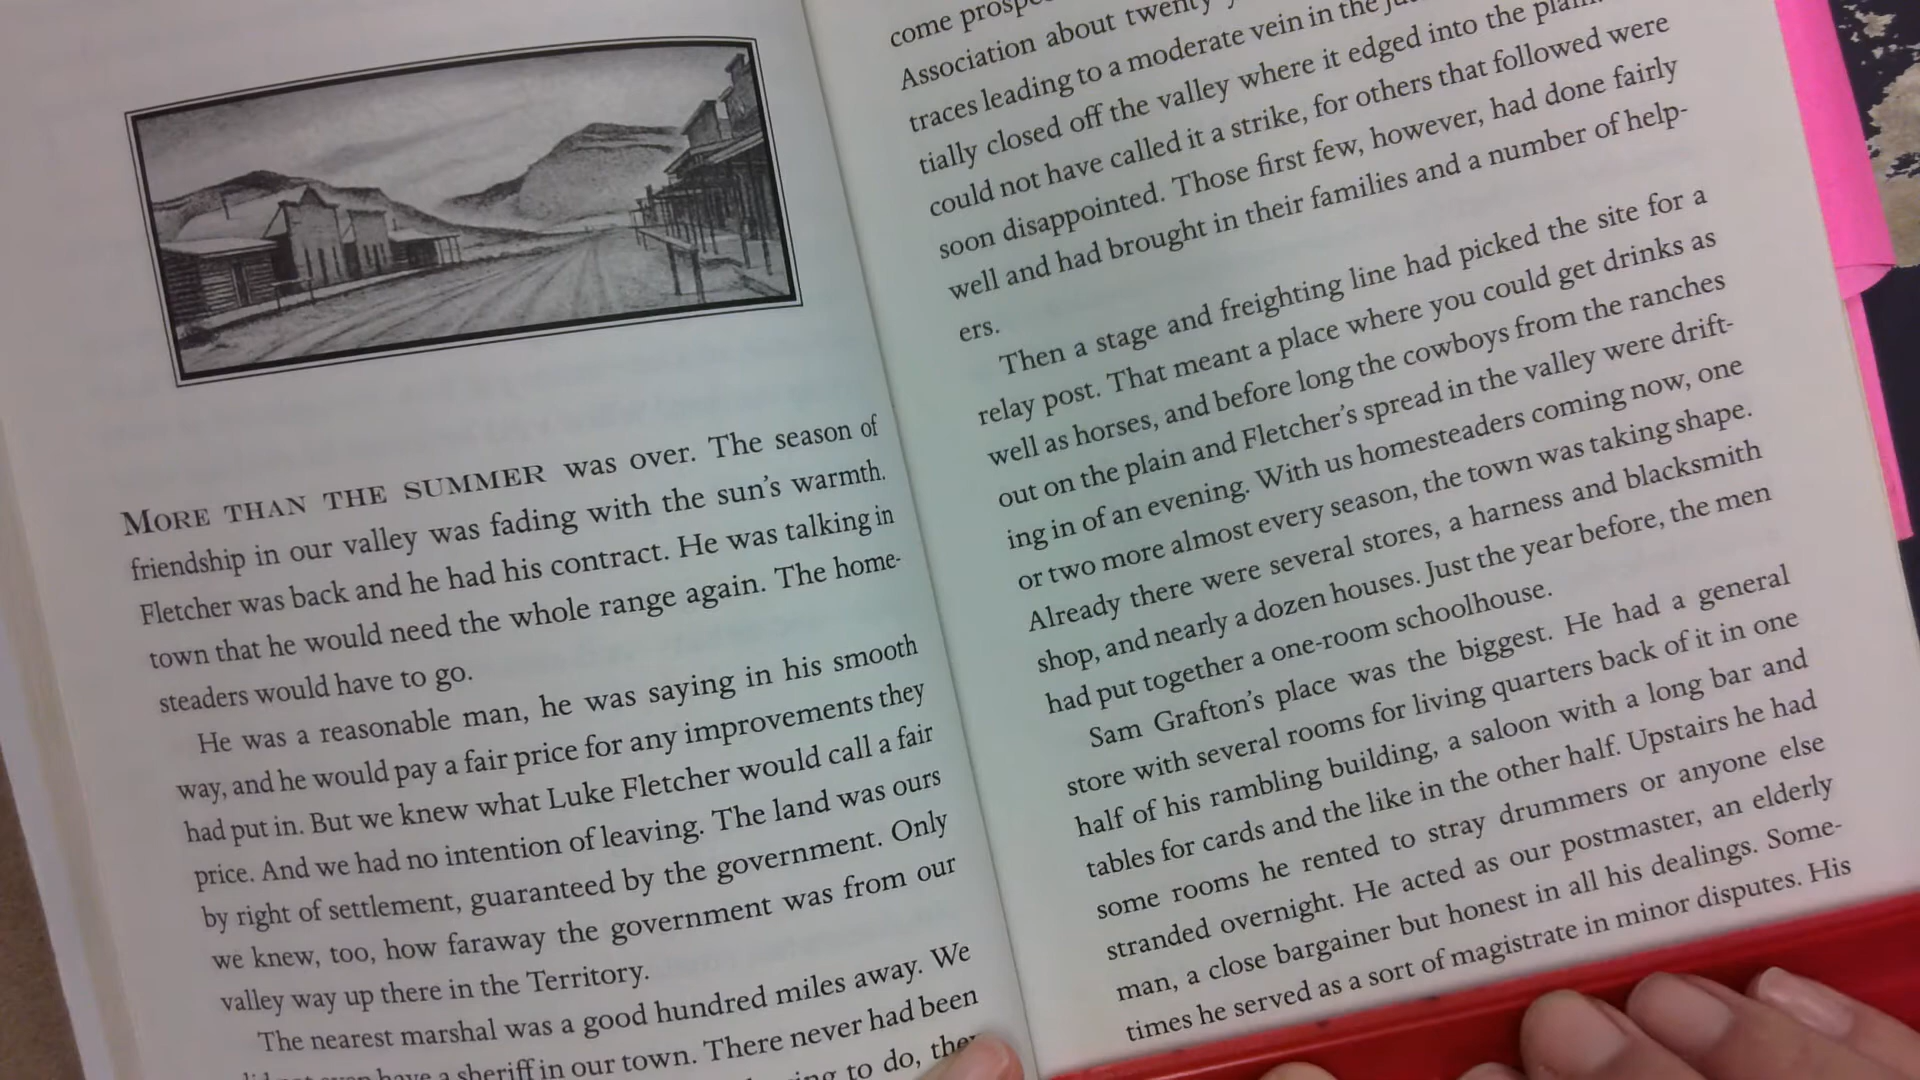 MORE THAN THE SUMMER was over. The season of
friendship in our valley was fading with the sun's warmth.
Fletcher was back and he had his contract. He was talking in
town that he would need the whole range again. The home-
steaders would have to go.
He was a reasonable man, he was saying in his smooth
way, and he would pay a fair price for any improvements they
had put in. But we knew what Luke Fletcher would call a fair
price. And we had no intention of leaving. The land was ours
by right of settlement, guaranteed by the government. Only
we knew, too, how faraway the government was from our
valley way up there in the Territory.
The nearest marshal was a good hundred miles away. We
have a sheriff in our town. There never had been
to do,
come
Association about twenty
traces leading to a moderate vein in the
tially closed off the valley where it edged into the
could not have called it a strike, for others that followed were
soon disappointed. Those first few, however, had done fairly
well and had brought in their families and a number of help-
ers.
Then a stage and freighting line had picked the site for a
relay post. That meant a place where you could get drinks as
well as horses, and before long the cowboys from the ranches
out on the plain and Fletcher's spread in the valley were drift-
ing in of an evening. With us homesteaders coming now, one
or two more almost every season, the town was taking shape.
Already there were several stores, a harness and blacksmith
shop, and nearly a dozen houses. Just the year before, the men
had put together a one-room schoolhouse.
Sam Grafton's place was the biggest. He had a general
store with several rooms for living quarters back of it in one
half of his rambling building, a saloon with a long bar and
tables for cards and the like in the other half. Upstairs he had
some rooms he rented to stray drummers or anyone else
stranded overnight. He acted as our postmaster, an elderly
man, a close bargainer but honest in all his dealings. Some-
times he served as a sort of magistrate in minor disputes. His